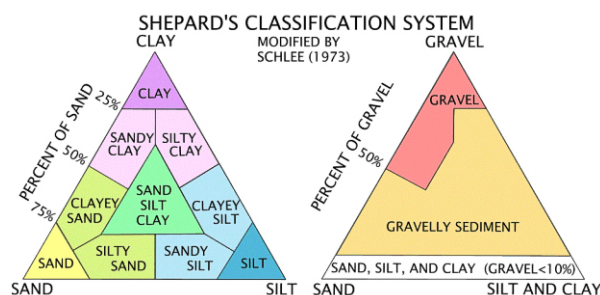 SHEPARD'S CLASSIFICATION SYSTEM
MODIFIED BY
SCHLEE (1973)
CLAY
PERCENT OF SAND
25%
50%
75%
CLAY
SANDY
CLAY
SILTY
CLAY
SAND
SILT
CLAY
CLAYEY
SAND
CLAYEY
SILT
SAND
SILTY
SAND
SANDY
SILT
SILT
SAND
SILT
GRAVEL
PERCENT OF GRAVEL
50%
GRAVEL
GRAVELLY SEDIMENT
SAND, SILT, AND CLAY (GRAVEL<10%)
SAND
SILT AND CLAY